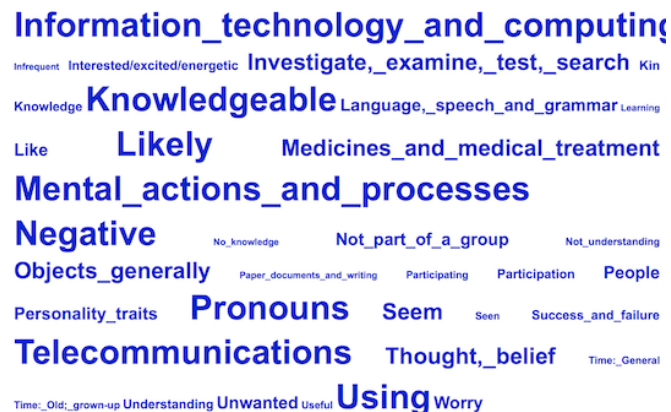 Information_technology_and_computing
Infrequent Interested/excited/energetic Investigate,_examine,_test,_search Kin
Knowledge Knowledgeable Language,_speech_and_grammar Learning
Like Likely Medicines_and_medical_treatment
Mental_actions_and_processes
Negative No_knowledge Not_part_of_a_group Not_understanding
Objects_generally Paper_documents_and_writing Participating Participation People
Personality_traits Pronouns Seem Seen Success_and_failure
Telecommunications Thought,_belief Time:_General
Time:_Old;_grown-up Understanding Unwanted Useful Using Worry